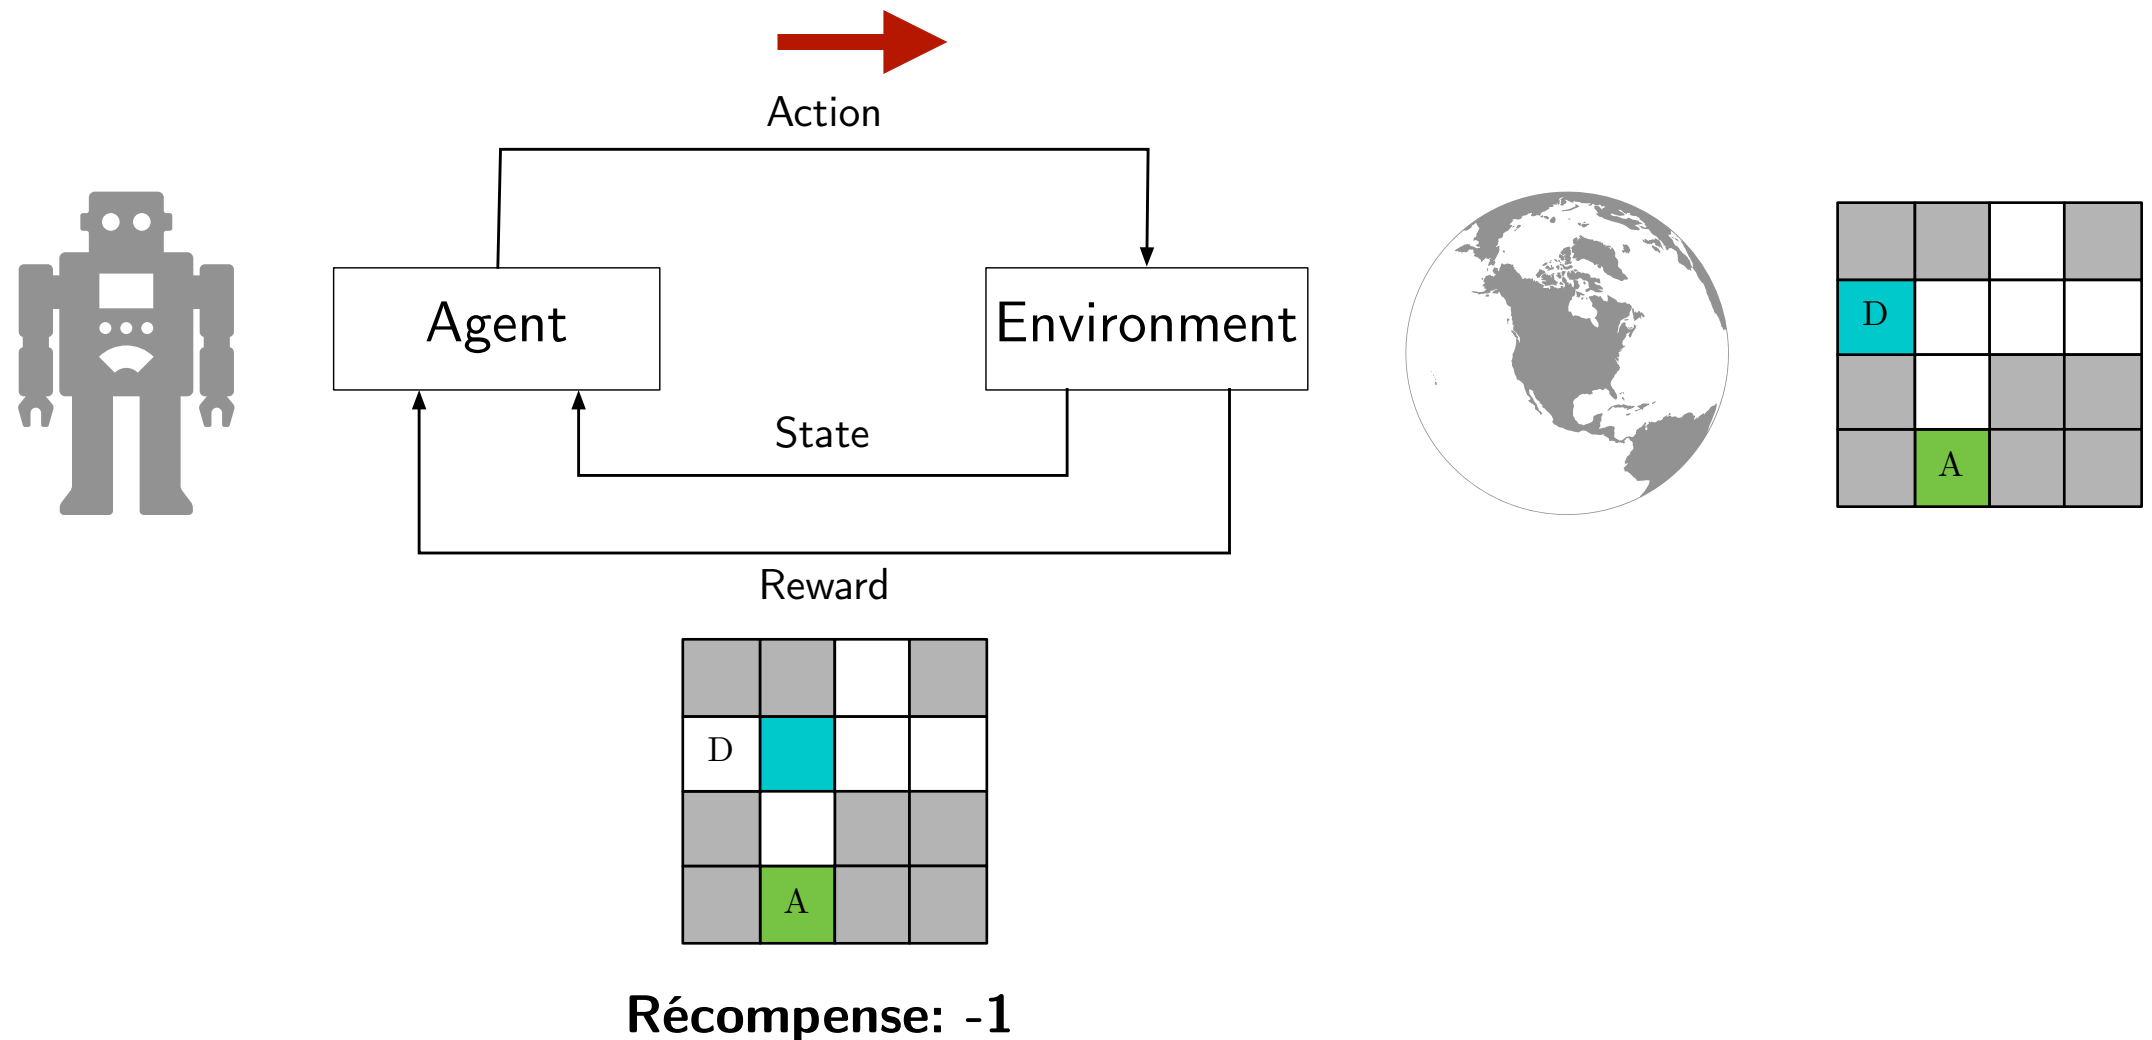 Action
Agent
Environment
D
State
A
Reward
D
A
Récompense: -1